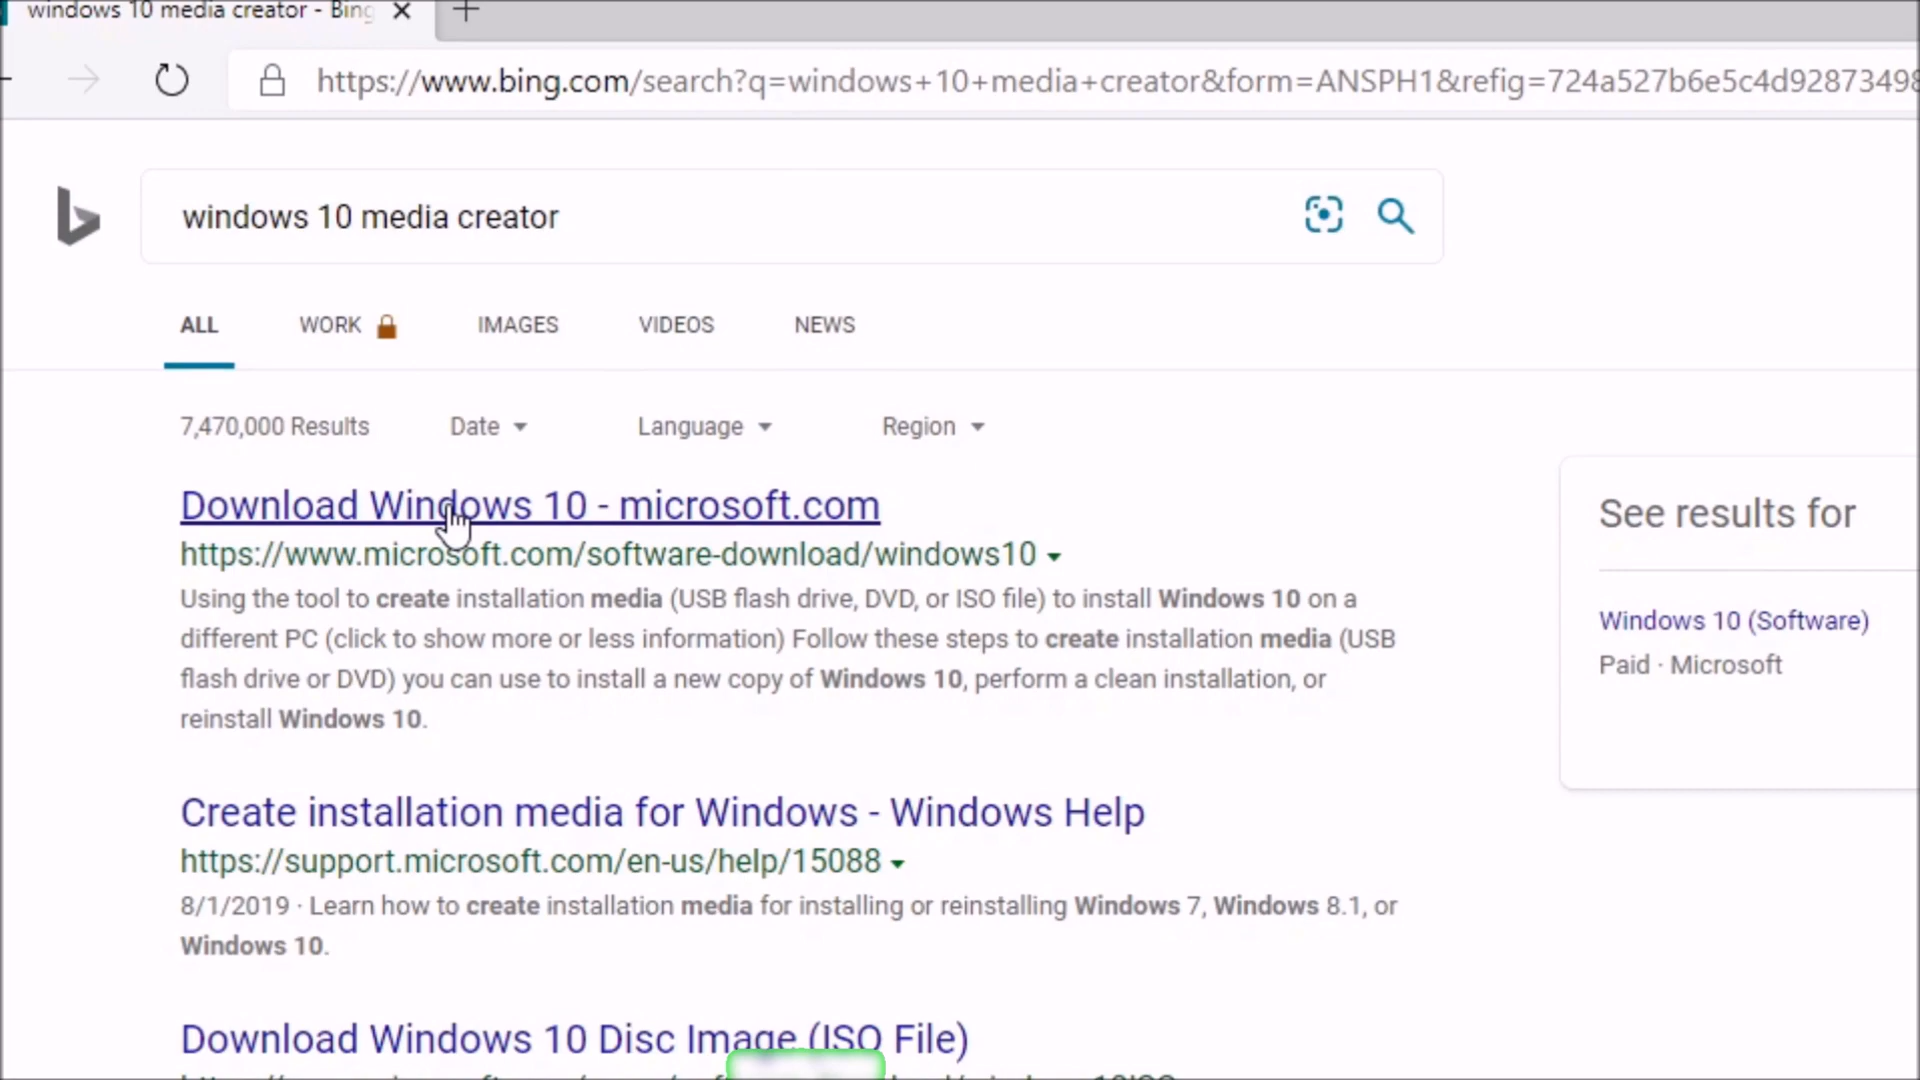 windows 10 media creator - Bing
https://www.bing.com/search?q=windows+10+media+creator&form=ANSPH1&refig=724a527b6e5c4d92873498
windows 10 media creator
ALL WORK IMAGES VIDEOS NEWS
7,470,000 Results Date Language Region
Download Windows 10 - microsoft.com
https://www.microsoft.com/software-download/windows10
Using the tool to create installation media (USB flash drive, DVD, or ISO file) to install Windows 10 on a
different PC (click to show more or less information) Follow these steps to create installation media (USB
flash drive or DVD) you can use to install a new copy of Windows 10, perform a clean installation, or
reinstall Windows 10.
See results for
Windows 10 (Software)
Paid · Microsoft
Create installation media for Windows - Windows Help
https://support.microsoft.com/en-us/help/15088
8/1/2019 · Learn how to create installation media for installing or reinstalling Windows 7, Windows 8.1, or
Windows 10.
Download Windows 10 Disc Image (ISO File)